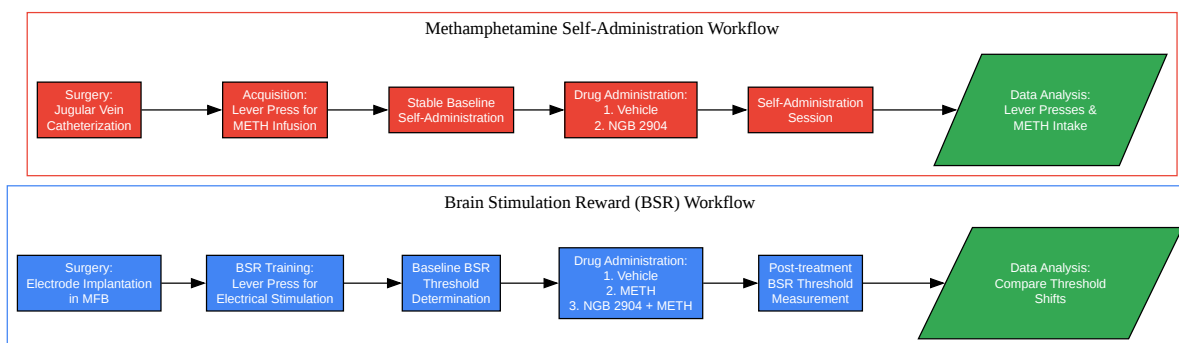 Methamphetamine Self-Administration Workflow
Surgery:
Jugular Vein
Catheterization
Acquisition:
Lever Press for
METH Infusion
Stable Baseline
Self-Administration
Drug Administration:
1. Vehicle
2. NGB 2904
Self-Administration
Session
Data Analysis:
Lever Presses &
METH Intake
Brain Stimulation Reward (BSR) Workflow
Surgery:
Electrode Implantation
in MFB
BSR Training:
Lever Press for
Electrical Stimulation
Baseline BSR
Threshold
Determination
Drug Administration:
1. Vehicle
2. METH
3. NGB 2904 + METH
Post-treatment
BSR Threshold
Measurement
Data Analysis:
Compare Threshold
Shifts